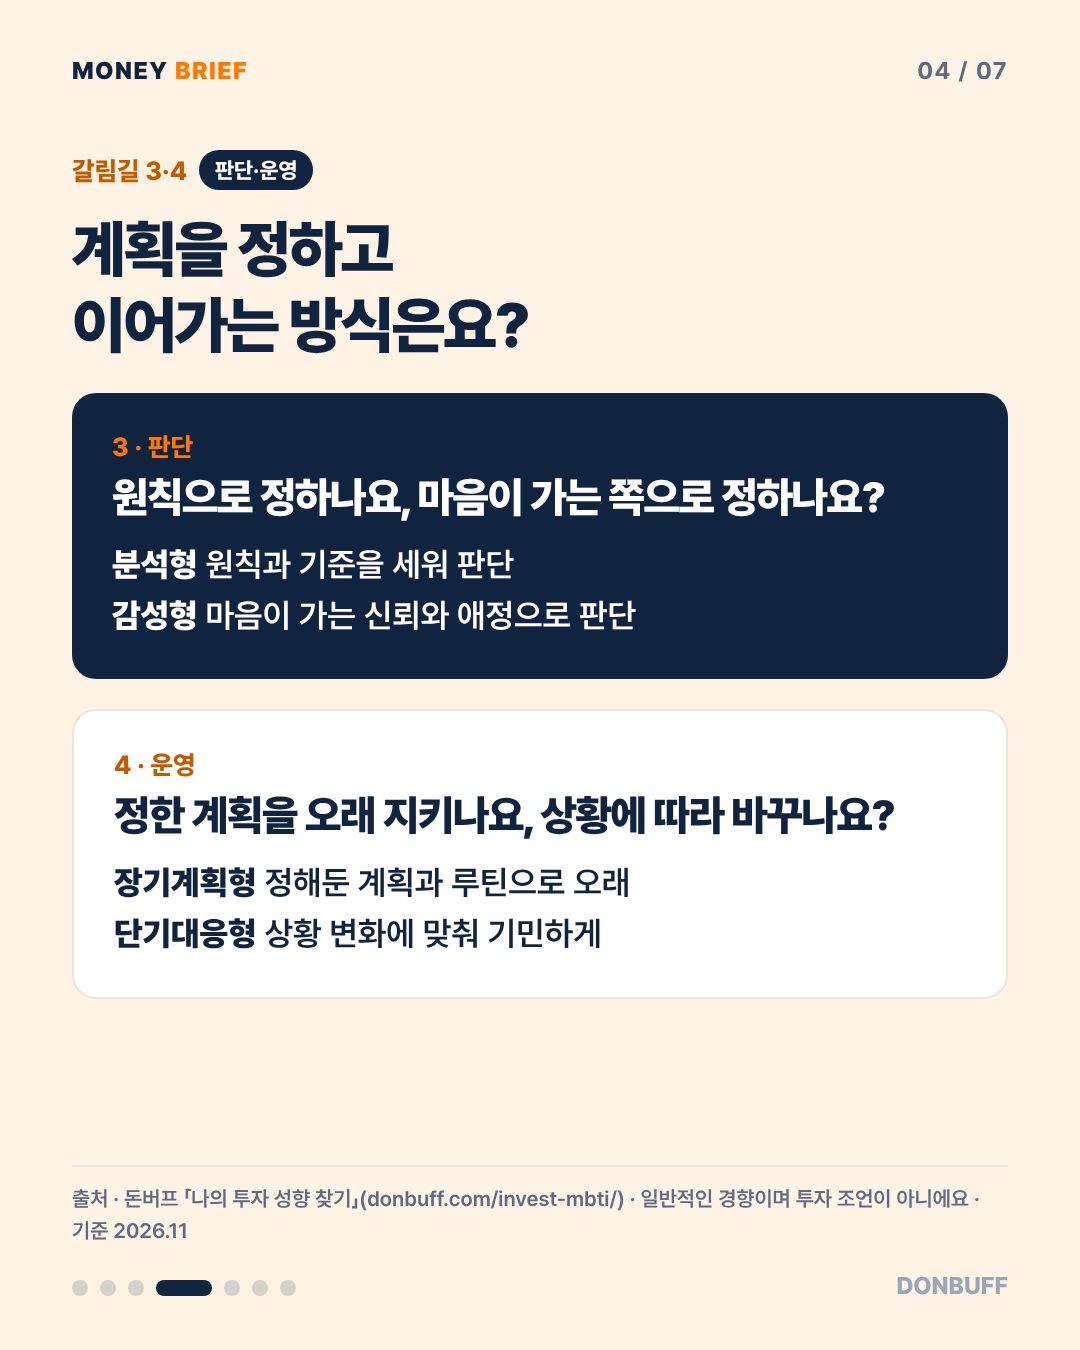 MONEY BRIEF
04 / 07
갈림길 3·4 판단·운영
계획을 정하고
이어가는 방식은요?
3 · 판단
원칙으로 정하나요, 마음이 가는 쪽으로 정하나요?
분석형 원칙과 기준을 세워 판단
감성형 마음이 가는 신뢰와 애정으로 판단
4 · 운영
정한 계획을 오래 지키나요, 상황에 따라 바꾸나요?
장기계획형 정해둔 계획과 루틴으로 오래
단기대응형 상황 변화에 맞춰 기민하게
출처 · 돈버프 「나의 투자 성향 찾기」(donbuff.com/invest-mbti/) · 일반적인 경향이며 투자 조언이 아니에요 ·
기준 2026.11
DONBUFF